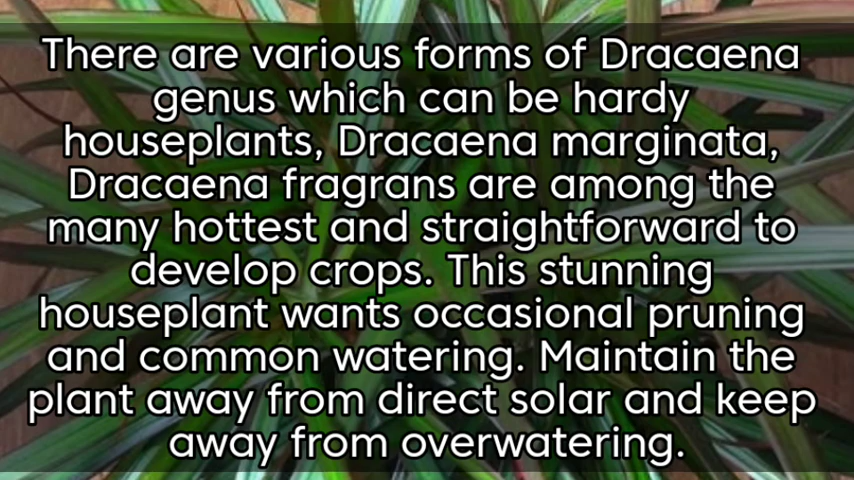 There are various forms of Dracaena
genus which can be hardy
houseplants, Dracaena marginata,
Dracaena fragrans are among the
many hottest and straightforward to
develop crops. This stunning
houseplant wants occasional pruning
and common watering. Maintain the
plant away from direct solar and keep
away from overwatering.